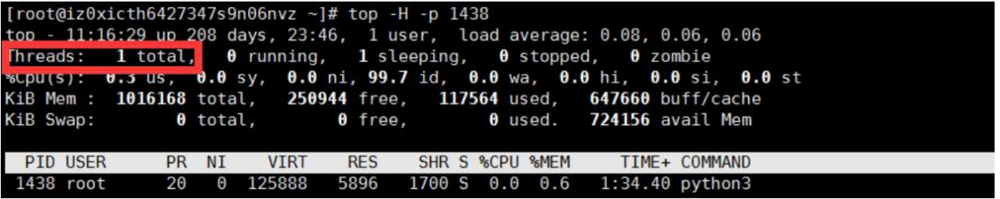 [root@iz0xicth6427347s9n06nvz ~]# top -H -p 1438
top - 11:16:29 up 208 days, 23:46,  1 user,  load average: 0.08, 0.06, 0.06
Threads:   1 total,   0 running,   1 sleeping,   0 stopped,   0 zombie
%Cpu(s):  0.3 us,  0.0 sy,  0.0 ni, 99.7 id,  0.0 wa,  0.0 hi,  0.0 si,  0.0 st
KiB Mem :  1016168 total,   250944 free,   117564 used,   647660 buff/cache
KiB Swap:        0 total,        0 free,        0 used.   724156 avail Mem
PID USER      PR  NI    VIRT    RES    SHR S %CPU %MEM     TIME+ COMMAND
1438 root      20   0  125888   5896   1700 S  0.0  0.6   1:34.40 python3